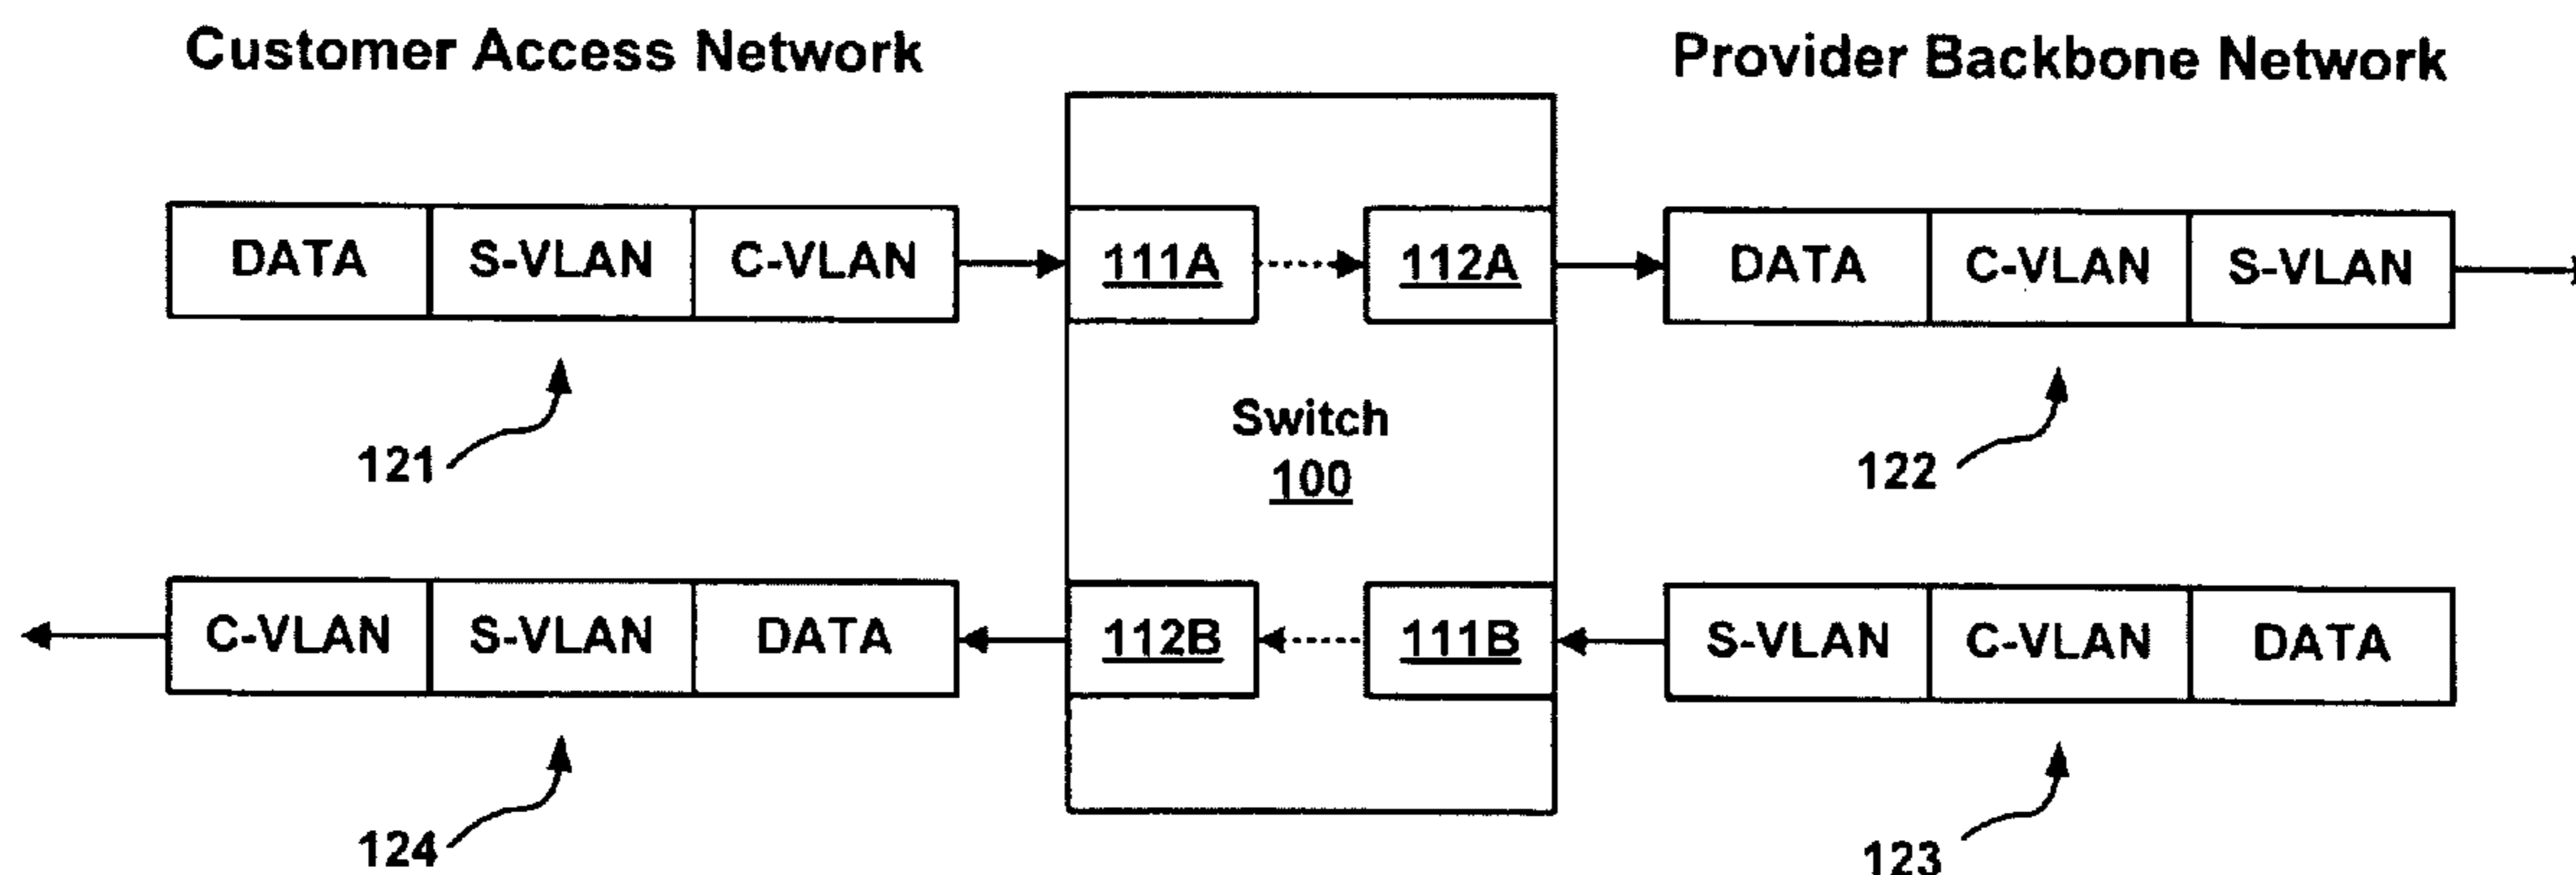 Customer Access Network
Provider Backbone Network
DATA S-VLAN C-VLAN
111A
112A
DATA C-VLAN S-VLAN
121
Switch
100
122
C-VLAN S-VLAN DATA
112B
111B
S-VLAN C-VLAN DATA
124
123